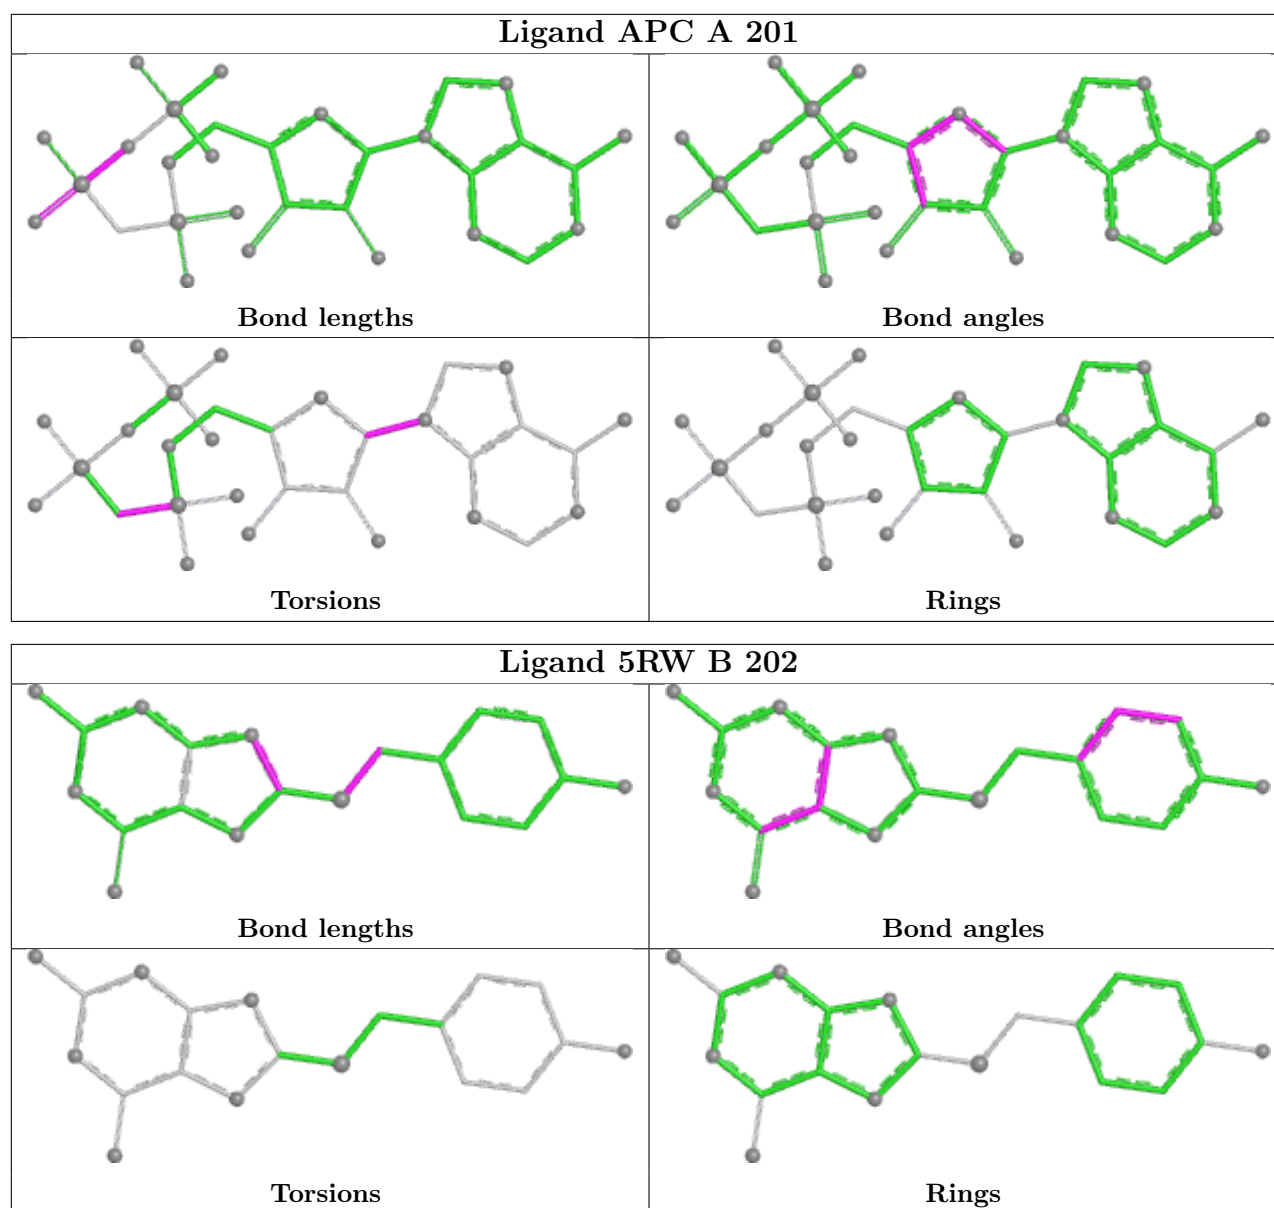 Ligand APC A 201
Bond lengths
Bond angles
Torsions
Rings
Ligand 5RW B 202
Bond lengths
Bond angles
Torsions
Rings